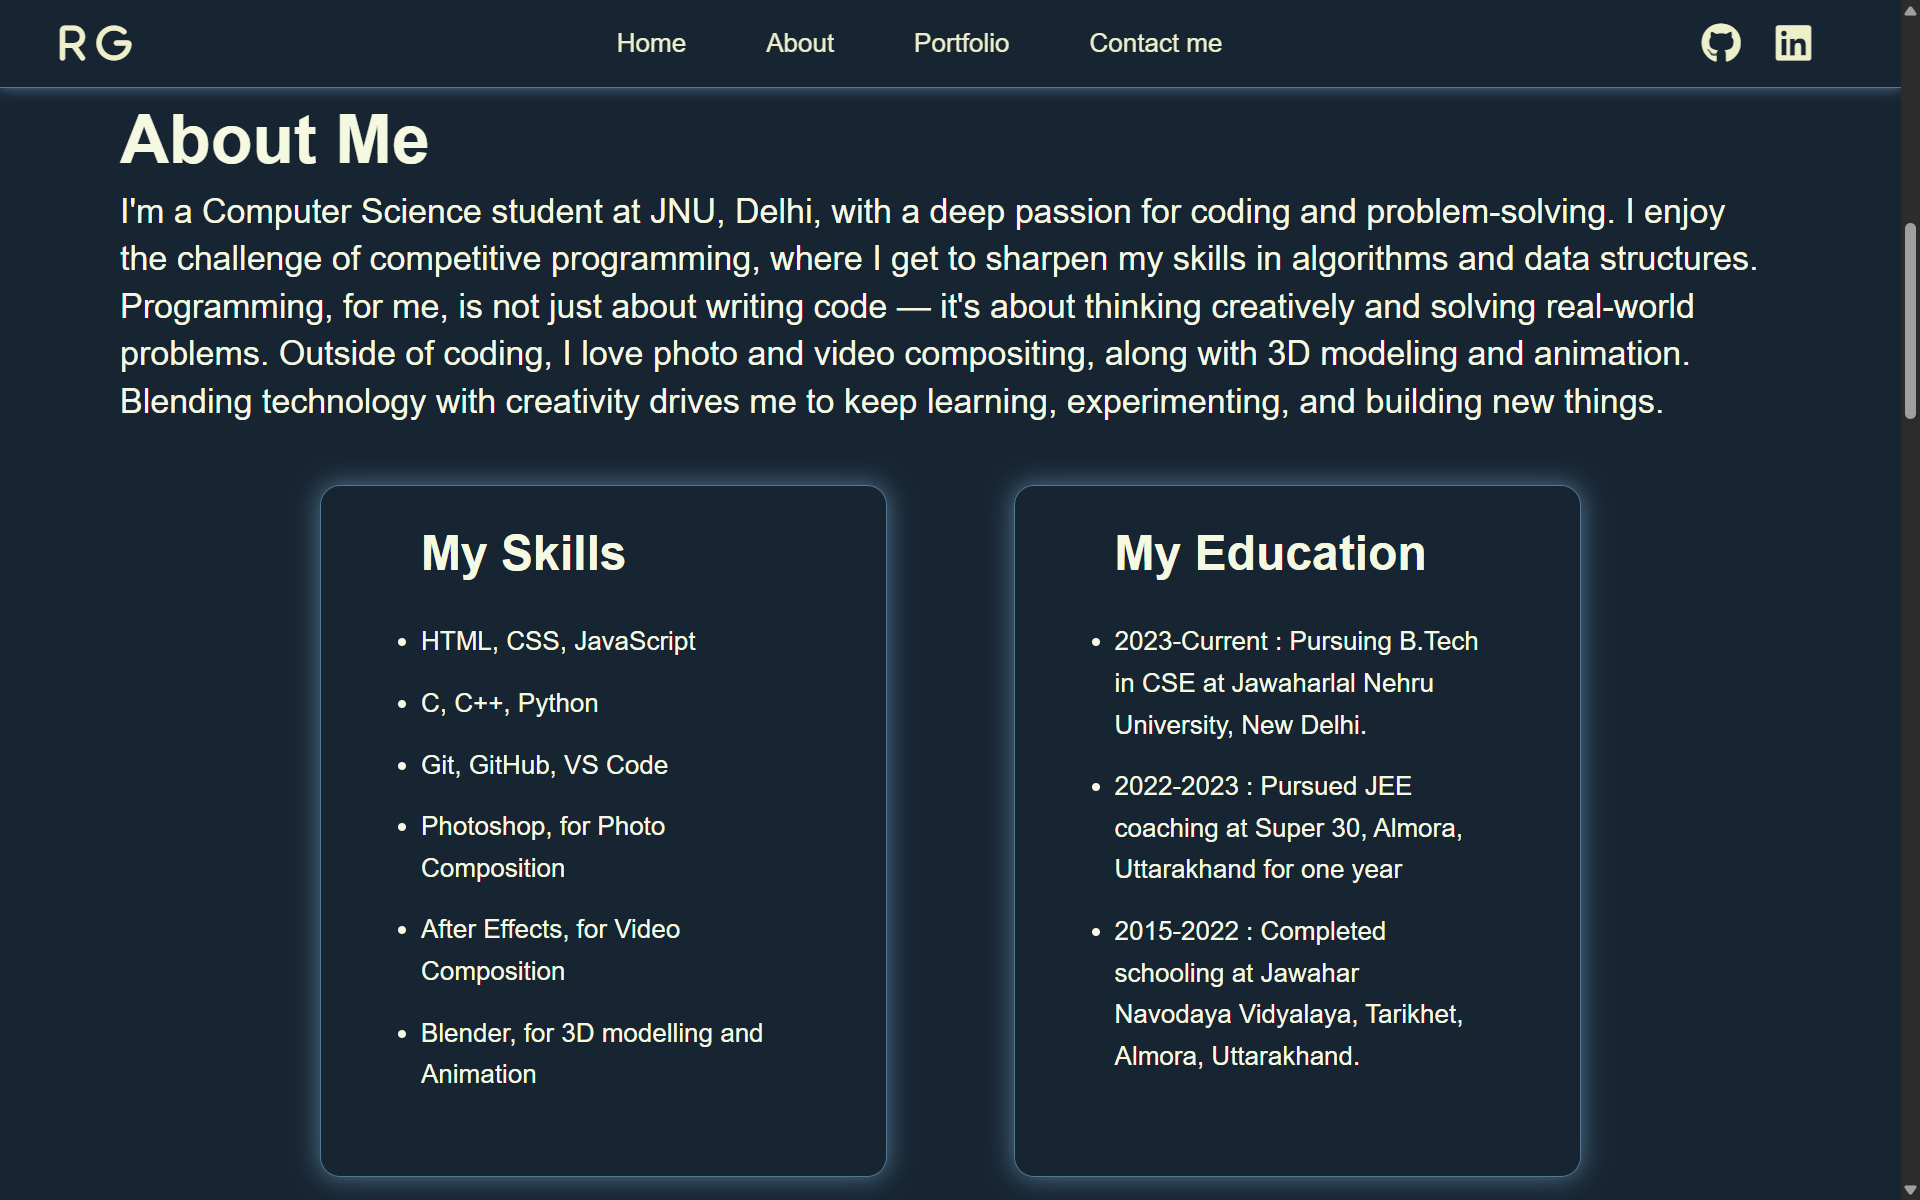 RG
Home
About
Portfolio
Contact me
in
About Me
I'm a Computer Science student at JNU, Delhi, with a deep passion for coding and problem-solving. I enjoy
the challenge of competitive programming, where I get to sharpen my skills in algorithms and data structures.
Programming, for me, is not just about writing code — it's about thinking creatively and solving real-world
problems. Outside of coding, I love photo and video compositing, along with 3D modeling and animation.
Blending technology with creativity drives me to keep learning, experimenting, and building new things.
My Skills
• HTML, CSS, JavaScript
• C, C++, Python
• Git, GitHub, VS Code
• Photoshop, for Photo
Composition
• After Effects, for Video
Composition
• Blender, for 3D modelling and
Animation
My Education
• 2023-Current : Pursuing B.Tech
in CSE at Jawaharlal Nehru
University, New Delhi.
• 2022-2023 : Pursued JEE
coaching at Super 30, Almora,
Uttarakhand for one year
• 2015-2022 : Completed
schooling at Jawahar
Navodaya Vidyalaya, Tarikhet,
Almora, Uttarakhand.